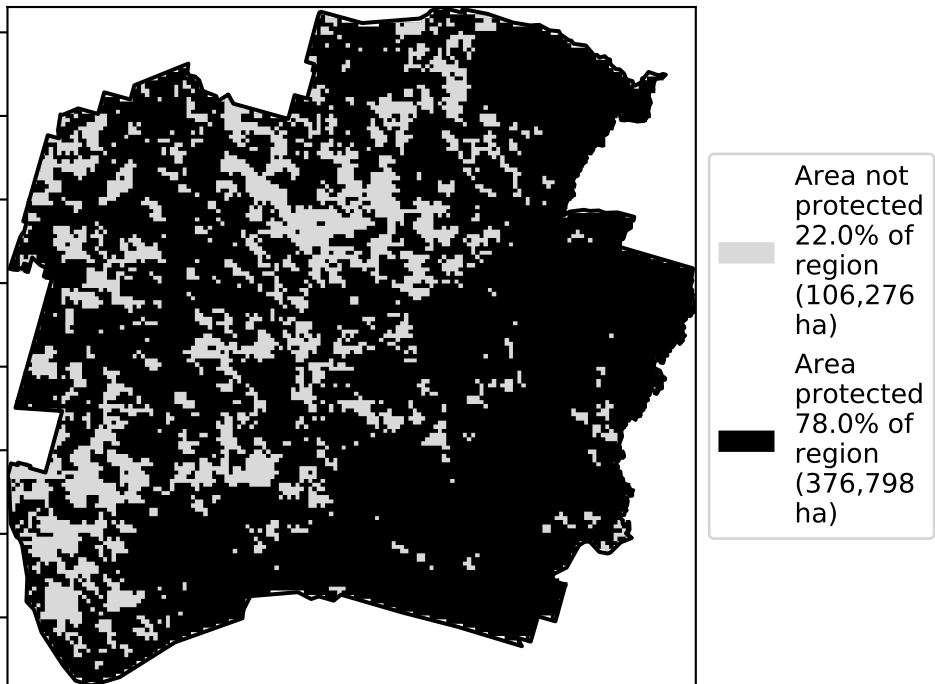 Area not
protected
22.0% of
region
(106,276
ha)
Area
protected
78.0% of
region
(376,798
ha)